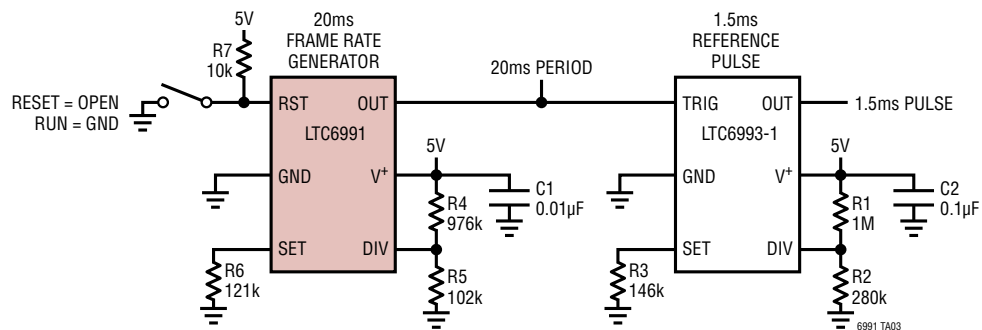 20ms
FRAME RATE
GENERATOR
1.5ms
REFERENCE
PULSE
5V
R7
10k
20ms PERIOD
RESET = OPEN
RUN = GND
RST
OUT
LTC6991
GND
V+
SET
DIV
5V
R4
976k
C1
0.01µF
R5
102k
R6
121k
TRIG
OUT
1.5ms PULSE
LTC6993-1
GND
V+
SET
DIV
5V
R1
1M
C2
0.1µF
R2
280k
R3
146k
6991 TA03